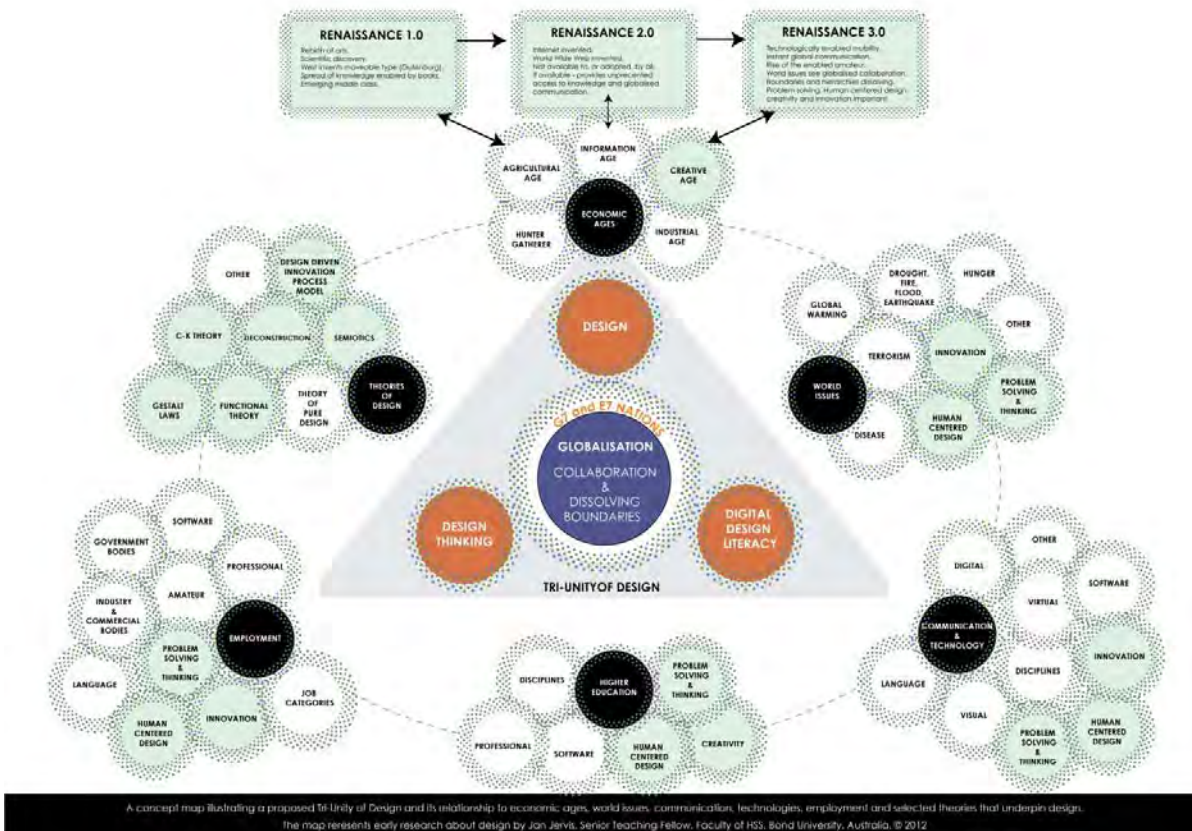 RENAISSANCE 1.0
Rebirth of arts.
Scientific discovery.
West invents moveable type (Gutenburg).
Spread of knowledge enabled by books.
Emerging middle class.
RENAISSANCE 2.0
Internet invented.
World Wide Web invented.
Not available to, or adopted, by all.
If available - provides unprecented
access to knowledge and globalised
communication.
RENAISSANCE 3.0
Technologically enabled mobility.
Instant global communication.
Rise of the enabled amateur.
World issues see globalised collaboration.
Boundaries and hierarchies dissolving.
Problem solving, Human centered design,
creativity and innovation important
AGRICULTURAL
AGE
INFORMATION
AGE
CREATIVE
AGE
ECONOMIC
AGES
HUNTER
GATHERER
INDUSTRIAL
AGE
OTHER
DESIGN DRIVEN
INNOVATION
PROCESS
MODEL
C-K THEORY
DECONSTRUCTION
SEMIOTICS
GESTALT
LAWS
FUNCTIONAL
THEORY
THEORY
OF
PURE
DESIGN
THEORIES
OF
DESIGN
DESIGN
G7 and E7 NATIONS
GLOBALISATION
COLLABORATION
&
DISSOLVING
BOUNDARIES
DESIGN
THINKING
DIGITAL
DESIGN
LITERACY
TRI-UNITYOF DESIGN
GLOBAL
WARMING
DROUGHT,
FIRE,
FLOOD,
EARTHQUAKE
HUNGER
OTHER
TERRORISM
INNOVATION
WORLD
ISSUES
PROBLEM
SOLVING
&
THINKING
DISEASE
HUMAN
CENTERED
DESIGN
SOFTWARE
GOVERNMENT
BODIES
PROFESSIONAL
INDUSTRY
&
COMMERCIAL
BODIES
AMATEUR
EMPLOYMENT
PROBLEM
SOLVING
&
THINKING
LANGUAGE
HUMAN
CENTERED
DESIGN
INNOVATION
JOB
CATEGORIES
DISCIPLINES
HIGHER
EDUCATION
PROBLEM
SOLVING
&
THINKING
PROFESSIONAL
SOFTWARE
HUMAN
CENTERED
DESIGN
CREATIVITY
DIGITAL
OTHER
SOFTWARE
VIRTUAL
COMMUNICATION
&
TECHNOLOGY
INNOVATION
LANGUAGE
DISCIPLINES
VISUAL
PROBLEM
SOLVING &
THINKING
HUMAN
CENTERED
DESIGN
A concept map illustrating a proposed Tri-Unity of Design and its relationship to economic ages, world issues, communication, technologies, employment and selected theories that underpin design.
The map reresents early research about design by Jan Jervis, Senior Teaching Fellow, Faculty of HSS, Bond University, Australia. © 2012